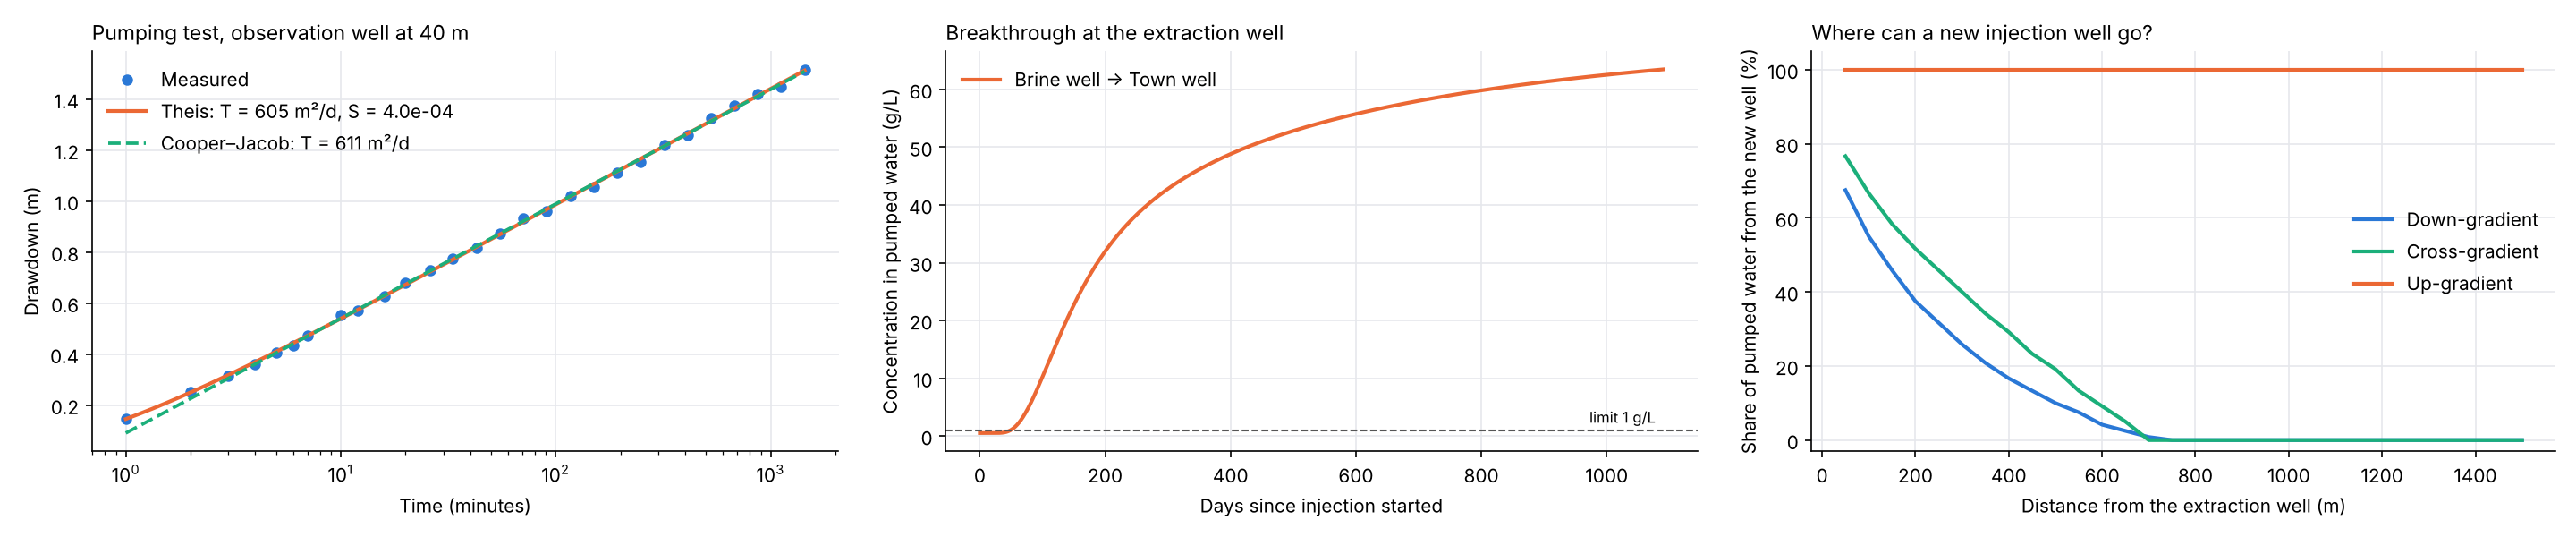 Pumping test, observation well at 40 m
Measured
Theis: T = 605 m²/d, S = 4.0e-04
Cooper–Jacob: T = 611 m²/d
Drawdown (m)
1.4
1.2
1.0
0.8
0.6
0.4
0.2
10⁰ 10¹ 10² 10³
Time (minutes)
Breakthrough at the extraction well
Brine well → Town well
Concentration in pumped water (g/L)
60
50
40
30
20
10
0
limit 1 g/L
0 200 400 600 800 1000
Days since injection started
Where can a new injection well go?
Share of pumped water from the new well (%)
100
80
60
40
20
0
Down-gradient
Cross-gradient
Up-gradient
0 200 400 600 800 1000 1200 1400
Distance from the extraction well (m)